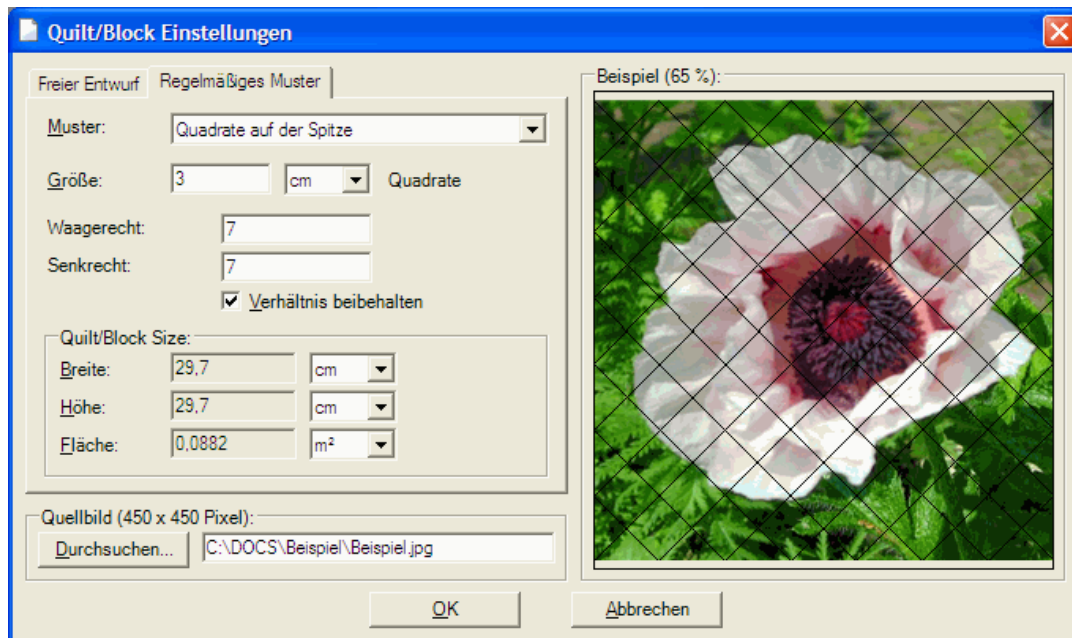 Quilt/Block Einstellungen
Freier Entwurf
Regelmäßiges Muster
Muster:
Quadrate auf der Spitze
Größe:
3
cm
Quadrate
Waagerecht:
7
Senkrecht:
7
Verhältnis beibehalten
Quilt/Block Size:
Breite:
29,7
cm
Höhe:
29,7
cm
Fläche:
0,0882
m²
Quellbild (450 x 450 Pixel):
Durchsuchen...
C:\DOCS\Beispiel\Beispiel.jpg
Beispiel (65 %):
OK
Abbrechen